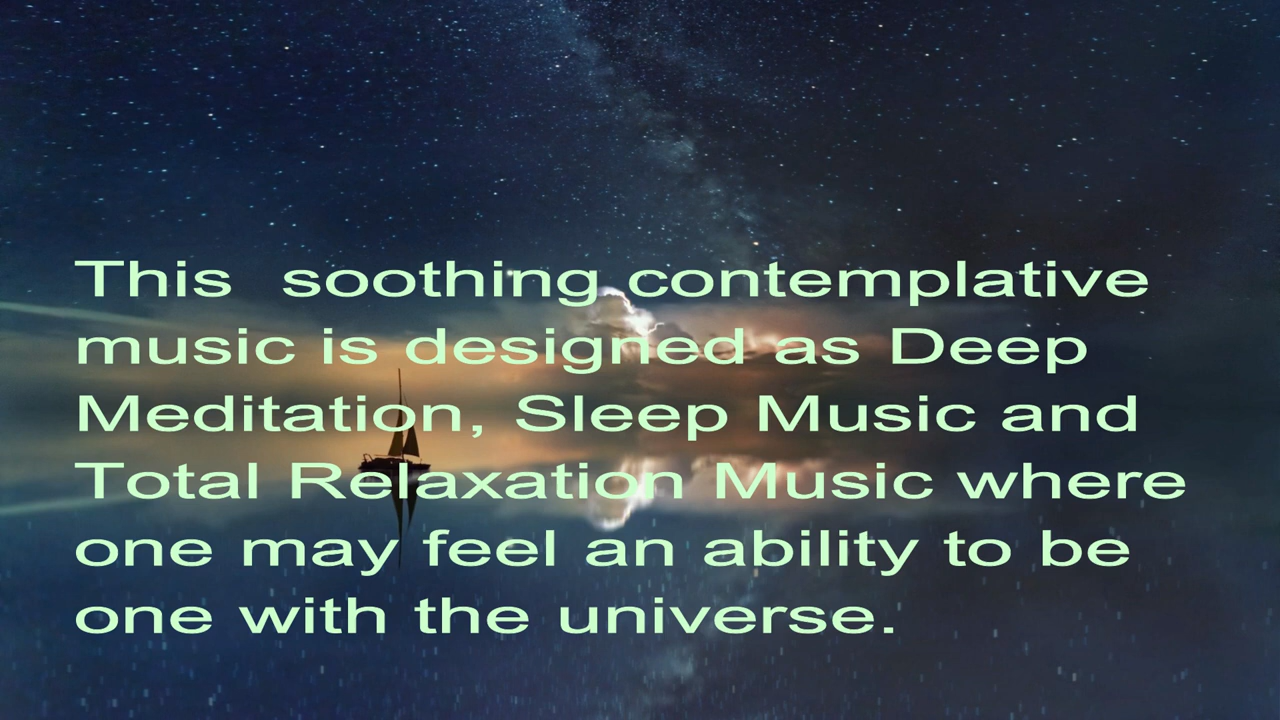 This  soothing contemplative
music is designed as Deep
Meditation, Sleep Music and
Total Relaxation Music where
one may feel an ability to be
one with the universe.